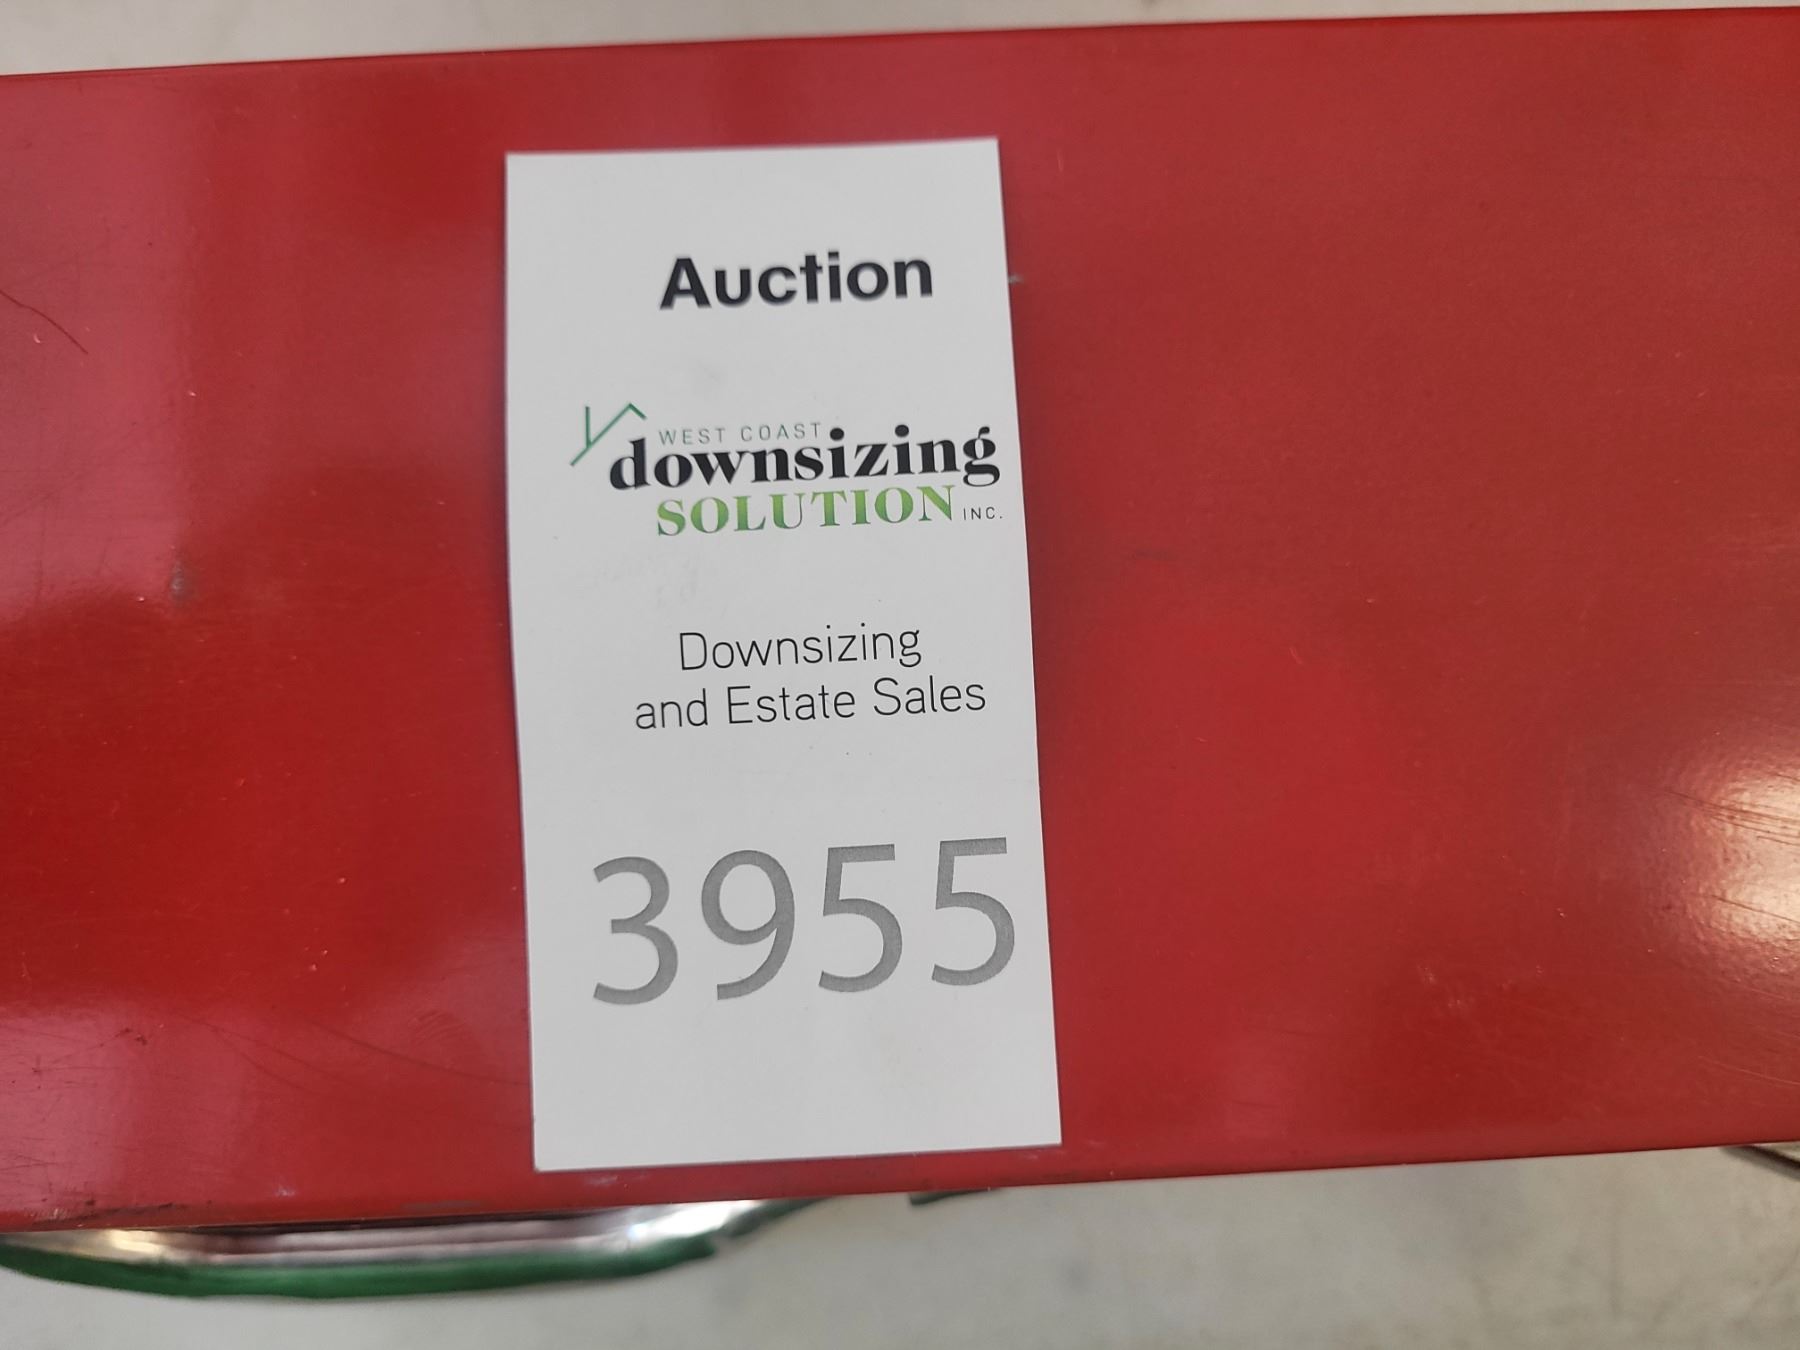 Auction
WEST COAST
downsizing
SOLUTION INC.
Downsizing
and Estate Sales
3955